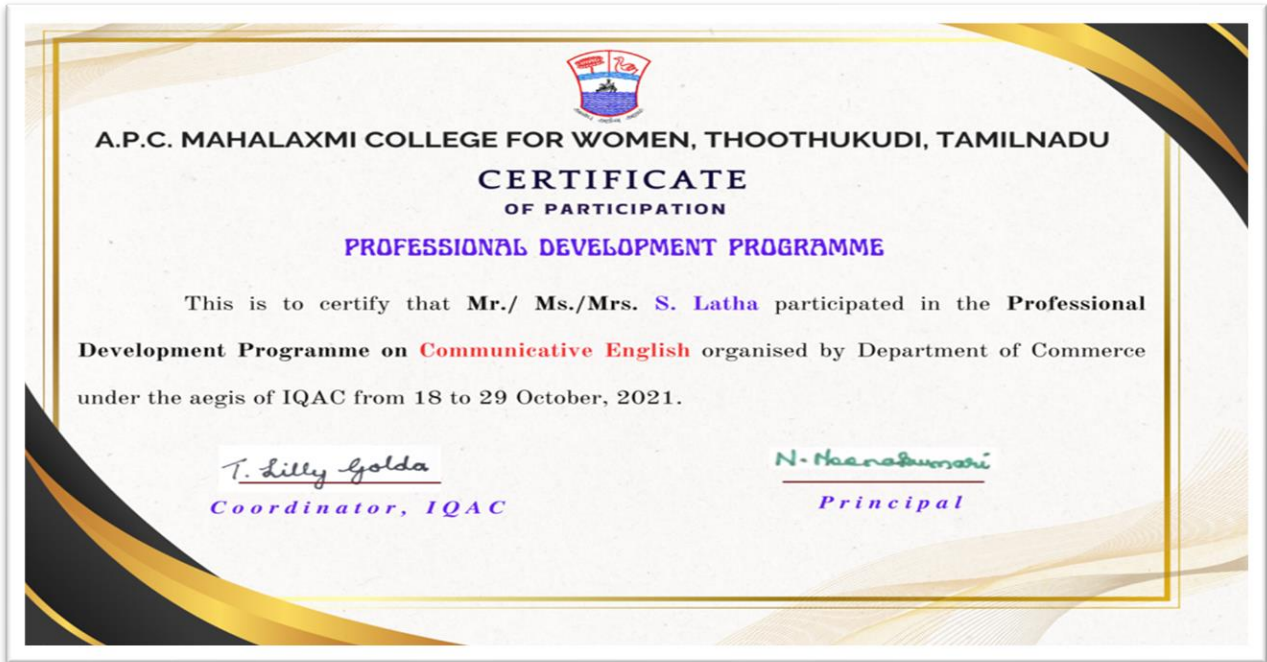 A.P.C. MAHALAXMI COLLEGE FOR WOMEN, THOOTHUKUDI, TAMILNADU
CERTIFICATE
OF PARTICIPATION
PROFESSIONAL DEVELOPMENT PROGRAMME
This is to certify that Mr./ Ms./Mrs. S. Latha participated in the Professional
Development Programme on Communicative English organised by Department of Commerce
under the aegis of IQAC from 18 to 29 October, 2021.
T. Lilly Golda
N. Meenakumari
Coordinator, IQAC
Principal